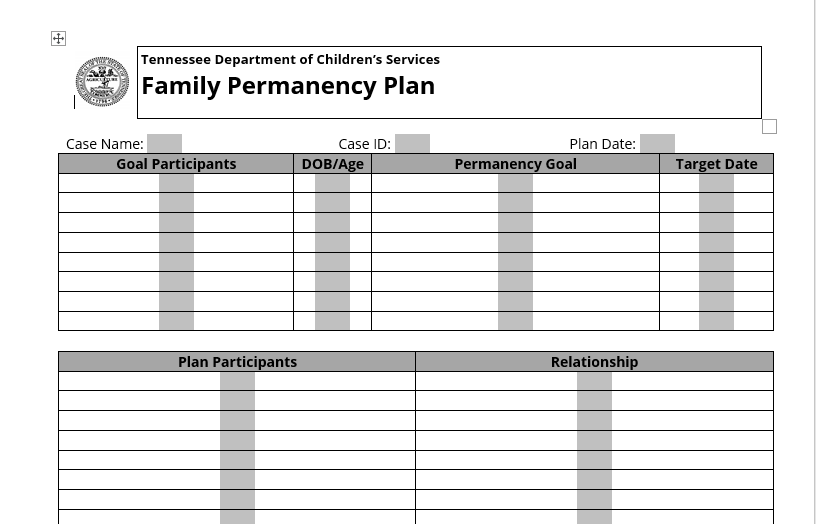 Tennessee Department of Children’s Services
Family Permanency Plan
AGRICULTURE
Case Name: Case ID: Plan Date:
Goal Participants DOB/Age Permanency Goal Target Date
Plan Participants Relationship